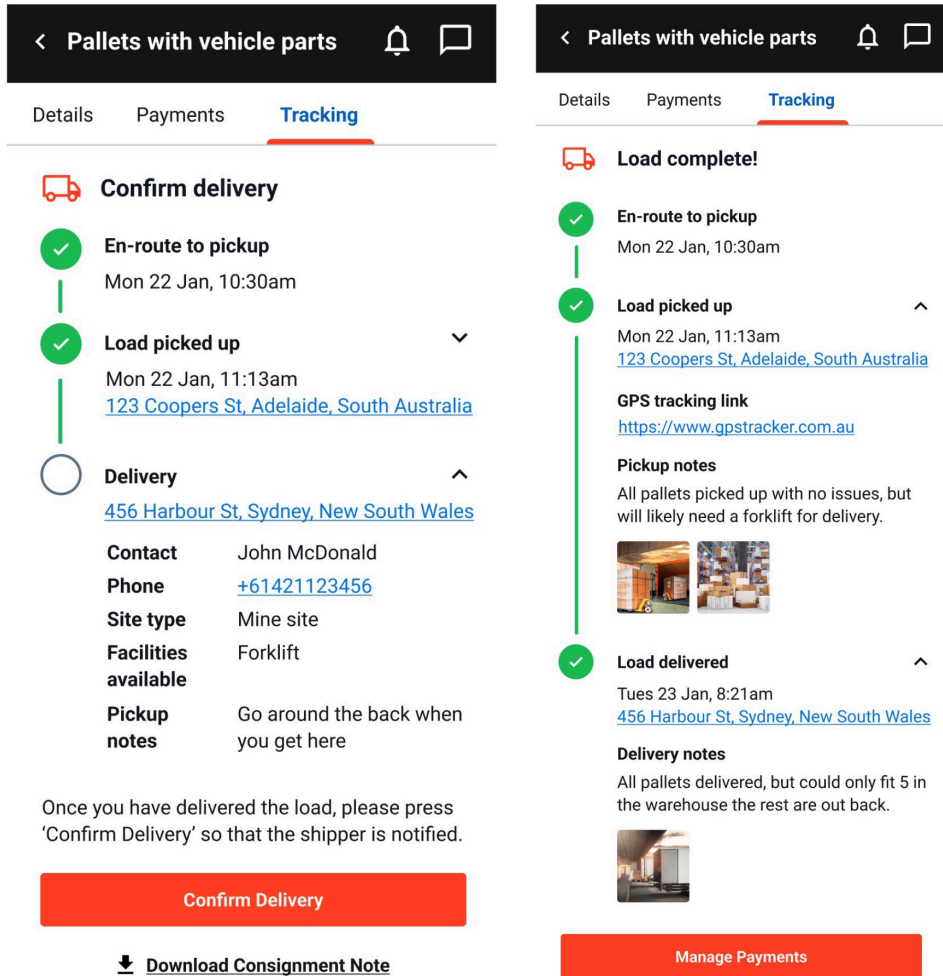 Pallets with vehicle parts
Details Payments Tracking
Confirm delivery
En-route to pickup
Mon 22 Jan, 10:30am
Load picked up
Mon 22 Jan, 11:13am
123 Coopers St, Adelaide, South Australia
Delivery
456 Harbour St, Sydney, New South Wales
Contact John McDonald
Phone +61421123456
Site type Mine site
Facilities available Forklift
Pickup notes Go around the back when
you get here
Once you have delivered the load, please press
‘Confirm Delivery’ so that the shipper is notified.
Confirm Delivery
Download Consignment Note
Pallets with vehicle parts
Details Payments Tracking
Load complete!
En-route to pickup
Mon 22 Jan, 10:30am
Load picked up
Mon 22 Jan, 11:13am
123 Coopers St, Adelaide, South Australia
GPS tracking link
https://www.gpstracker.com.au
Pickup notes
All pallets picked up with no issues, but
will likely need a forklift for delivery.
Load delivered
Tues 23 Jan, 8:21am
456 Harbour St, Sydney, New South Wales
Delivery notes
All pallets delivered, but could only fit 5 in
the warehouse the rest are out back.
Manage Payments